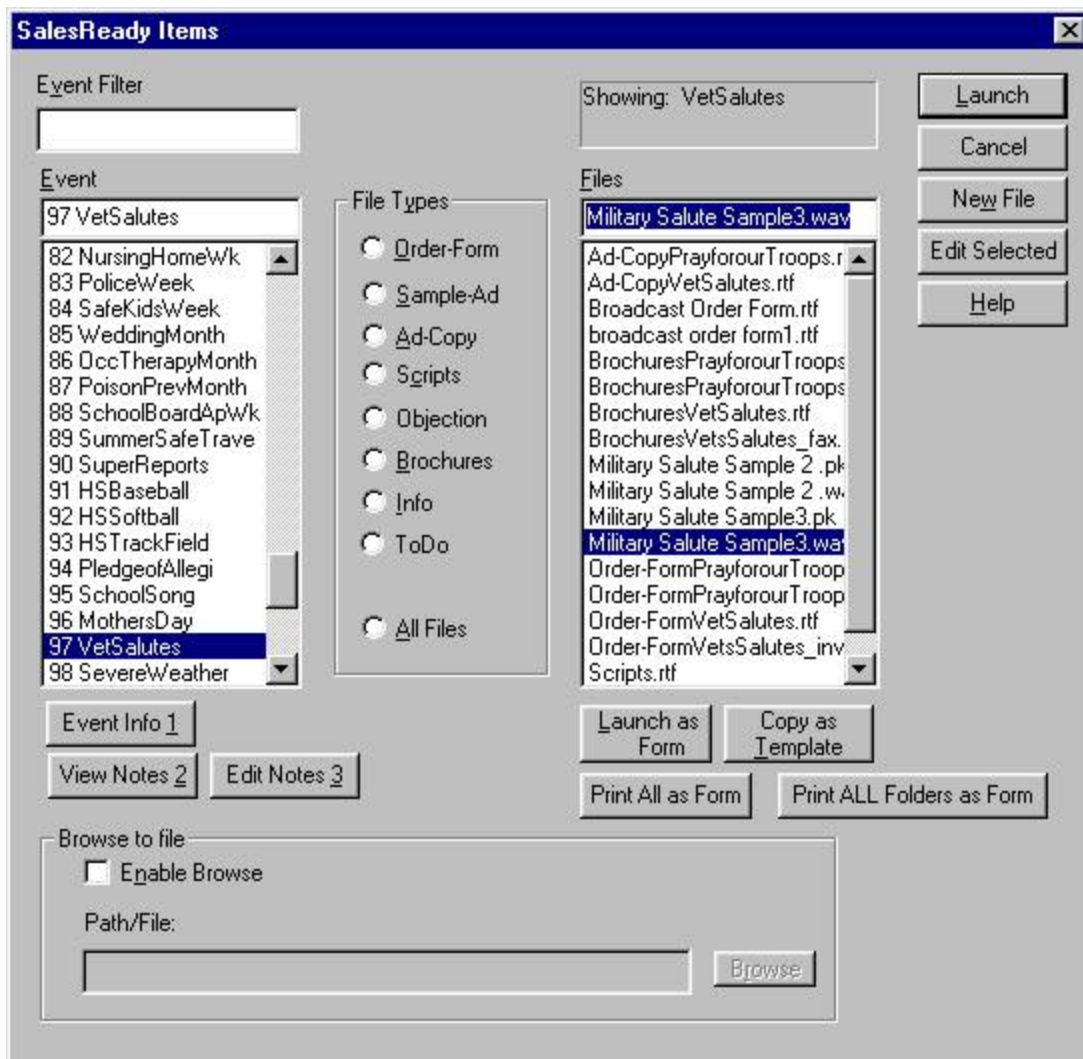 SalesReady Items
Event Filter
Showing: VetSalutes
Launch
Cancel
New File
Edit Selected
Help
Event
97 VetSalutes
82 NursingHomeWk
83 PoliceWeek
84 SafeKidsWeek
85 WeddingMonth
86 OccTherapyMonth
87 PoisonPrevMonth
88 SchoolBoardApWk
89 SummerSafeTrave
90 SuperReports
91 HSBaseball
92 HSSoftball
93 HSTrackField
94 PledgeofAllegi
95 SchoolSong
96 MothersDay
97 VetSalutes
98 SevereWeather
File Types
Order-Form
Sample-Ad
Ad-Copy
Scripts
Objection
Brochures
Info
ToDo
All Files
Files
Military Salute Sample3.wav
Ad-CopyPrayforourTroops.r
Ad-CopyVetSalutes.rtf
Broadcast Order Form.rtf
broadcast order form1.rtf
BrochuresPrayforourTroops
BrochuresPrayforourTroops
BrochuresVetSalutes.rtf
BrochuresVetsSalutes_fax.
Military Salute Sample 2 .pk
Military Salute Sample 2 .wa
Military Salute Sample3.pk
Military Salute Sample3.wav
Order-FormPrayforourTroop
Order-FormPrayforourTroop
Order-FormVetSalutes.rtf
Order-FormVetsSalutes_inv
Scripts.rtf
Event Info 1
View Notes 2
Edit Notes 3
Launch as Form
Copy as Template
Print All as Form
Print ALL Folders as Form
Browse to file
Enable Browse
Path/File:
Browse